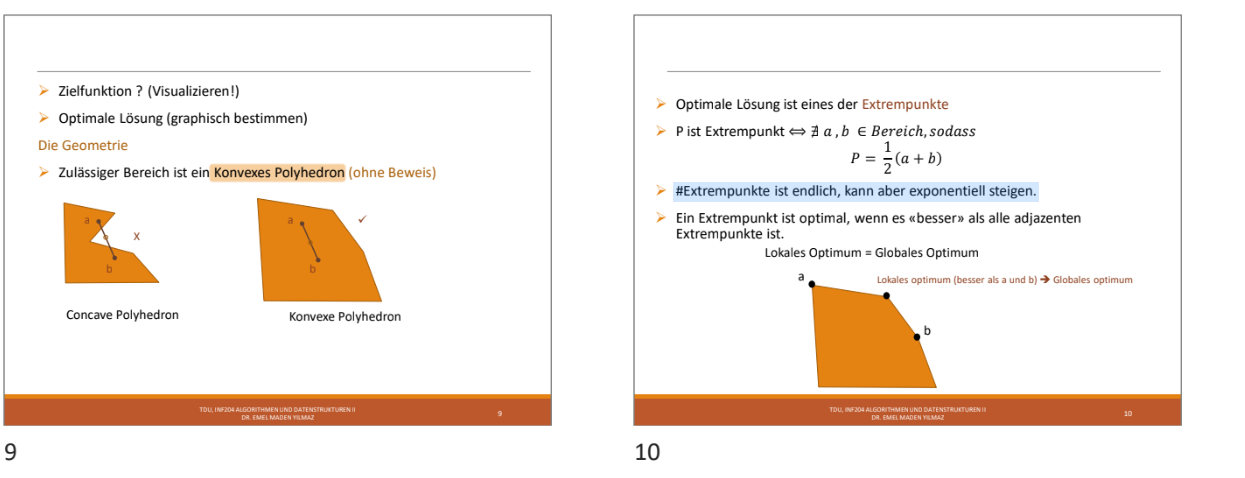 Zielfunktion ? (Visualizieren!)
Optimale Lösung (graphisch bestimmen)
Die Geometrie
Zulässiger Bereich ist ein Konvexes Polyhedron (ohne Beweis)
a
b
X
a
b
✓
Concave Polyhedron
Konvexe Polyhedron
TDU, INF204 ALGORITHMEN UND DATENSTRUKTUREN II
DR. EMEL MADEN YILMAZ
9
9
Optimale Lösung ist eines der Extrempunkte
P ist Extrempunkt ⟺ ∄ a , b ∈ Bereich, sodass
P = 1/2 (a + b)
#Extrempunkte ist endlich, kann aber exponentiell steigen.
Ein Extrempunkt ist optimal, wenn es «besser» als alle adjazenten
Extrempunkte ist.
Lokales Optimum = Globales Optimum
a
Lokales optimum (besser als a und b) ➔ Globales optimum
b
TDU, INF204 ALGORITHMEN UND DATENSTRUKTUREN II
DR. EMEL MADEN YILMAZ
10
10